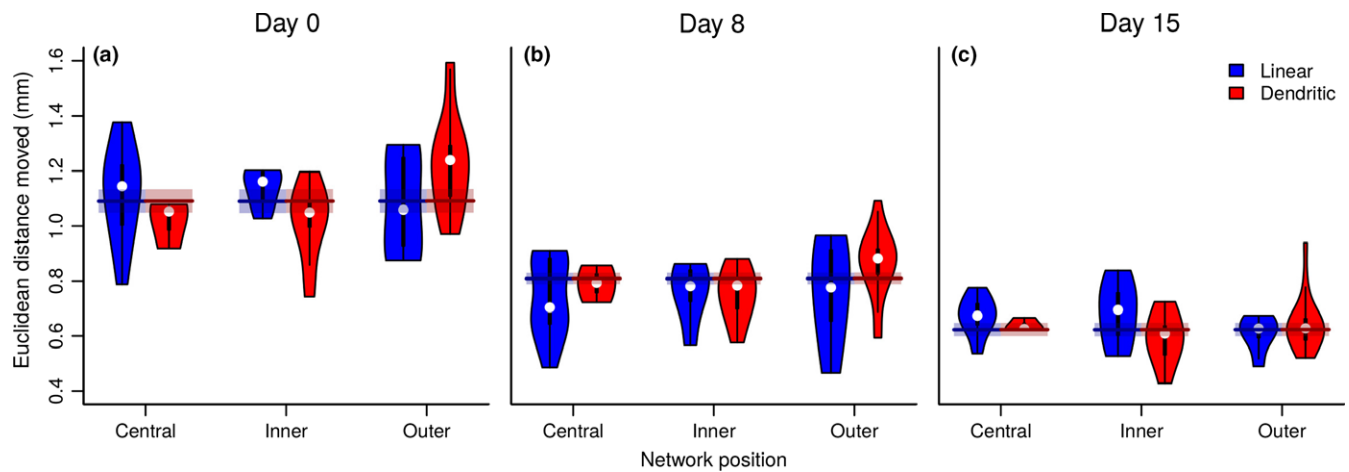 Day 0
Day 8
Day 15
(a)
(b)
(c)
Linear
Dendritic
Euclidean distance moved (mm)
1.6
1.4
1.2
1.0
0.8
0.6
0.4
Central Inner Outer
Central Inner Outer
Central Inner Outer
Network position